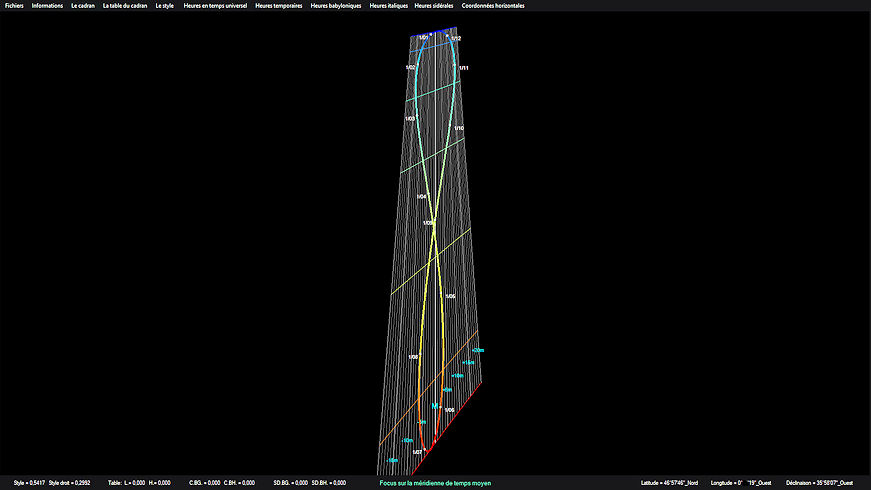 Fichiers Informations Le cadran La table du cadran Le style Heures en temps universel Heures temporaires Heures babyloniques Heures italiques Heures sidérales Coordonnées horizontales
1/01 1/12
1/02 1/11
1/03 1/10
1/04
1/09
1/05
+20m
1/08 +15m
+10m
+5m
M 1/06
-5m
-10m
1/07
-15m
Style = 0,5417 Style droit = 0,2992 Table: L.= 0,000 H.= 0,000 C.BG. = 0,000 C.BH. = 0,000 SD.BG. = 0,000 SD.BH. = 0,000 Focus sur la méridienne de temps moyen Latitude = 46°57'46"_Nord Longitude = 0° '19"_Ouest Déclinaison = 35°58'07"_Ouest